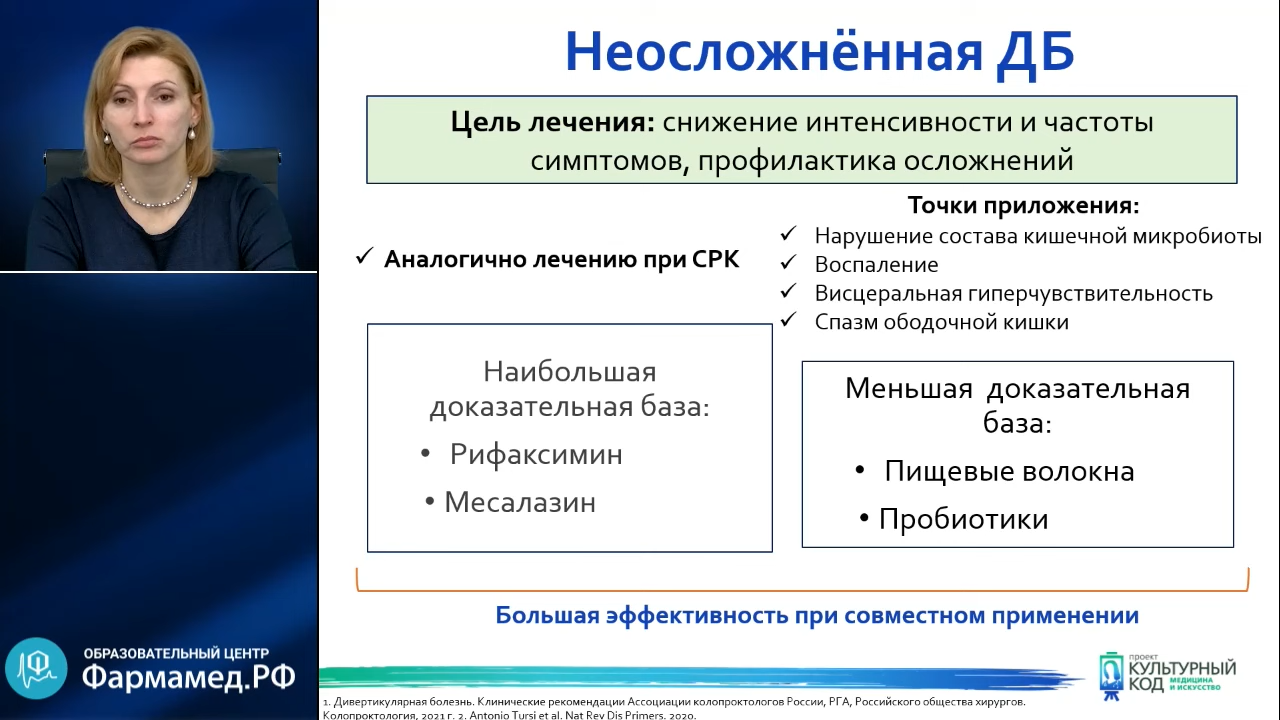 Неосложнённая ДБ
Цель лечения: снижение интенсивности и частоты
симптомов, профилактика осложнений
✓ Аналогично лечению при СРК
Точки приложения:
✓ Нарушение состава кишечной микробиоты
✓ Воспаление
✓ Висцеральная гиперчувствительность
✓ Спазм ободочной кишки
Наибольшая
доказательная база:
• Рифаксимин
• Месалазин
Меньшая доказательная
база:
• Пищевые волокна
• Пробиотики
Большая эффективность при совместном применении
ОБРАЗОВАТЕЛЬНЫЙ ЦЕНТР
Фармамед.РФ
проект
КУЛЬТУРНЫЙ
КОД МЕДИЦИНА
И ИСКУССТВО
1. Дивертикулярная болезнь. Клинические рекомендации Ассоциации колопроктологов России, РГА, Российского общества хирургов.
Колопроктология, 2021 г. 2. Antonio Tursi et al. Nat Rev Dis Primers. 2020.